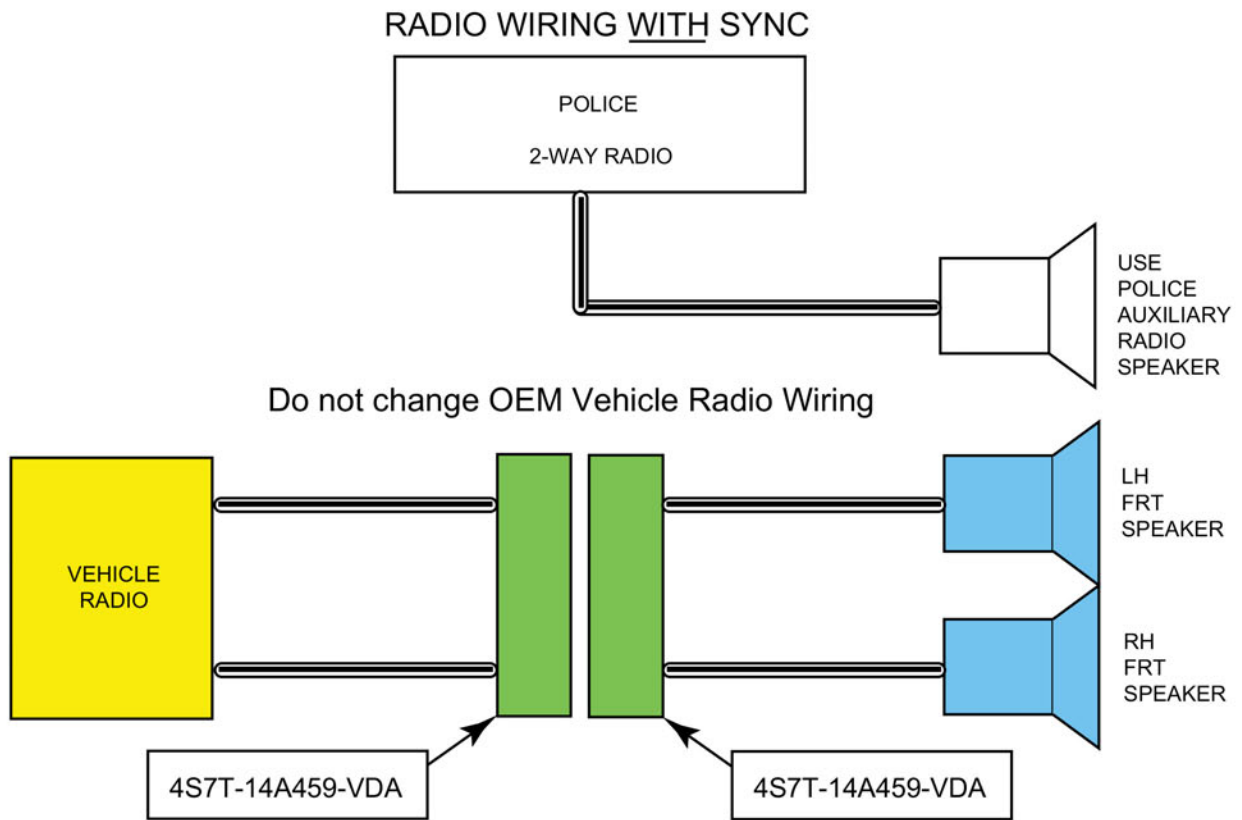 RADIO WIRING WITH SYNC
POLICE
2-WAY RADIO
USE
POLICE
AUXILIARY
RADIO
SPEAKER
Do not change OEM Vehicle Radio Wiring
VEHICLE
RADIO
LH
FRT
SPEAKER
RH
FRT
SPEAKER
4S7T-14A459-VDA
4S7T-14A459-VDA